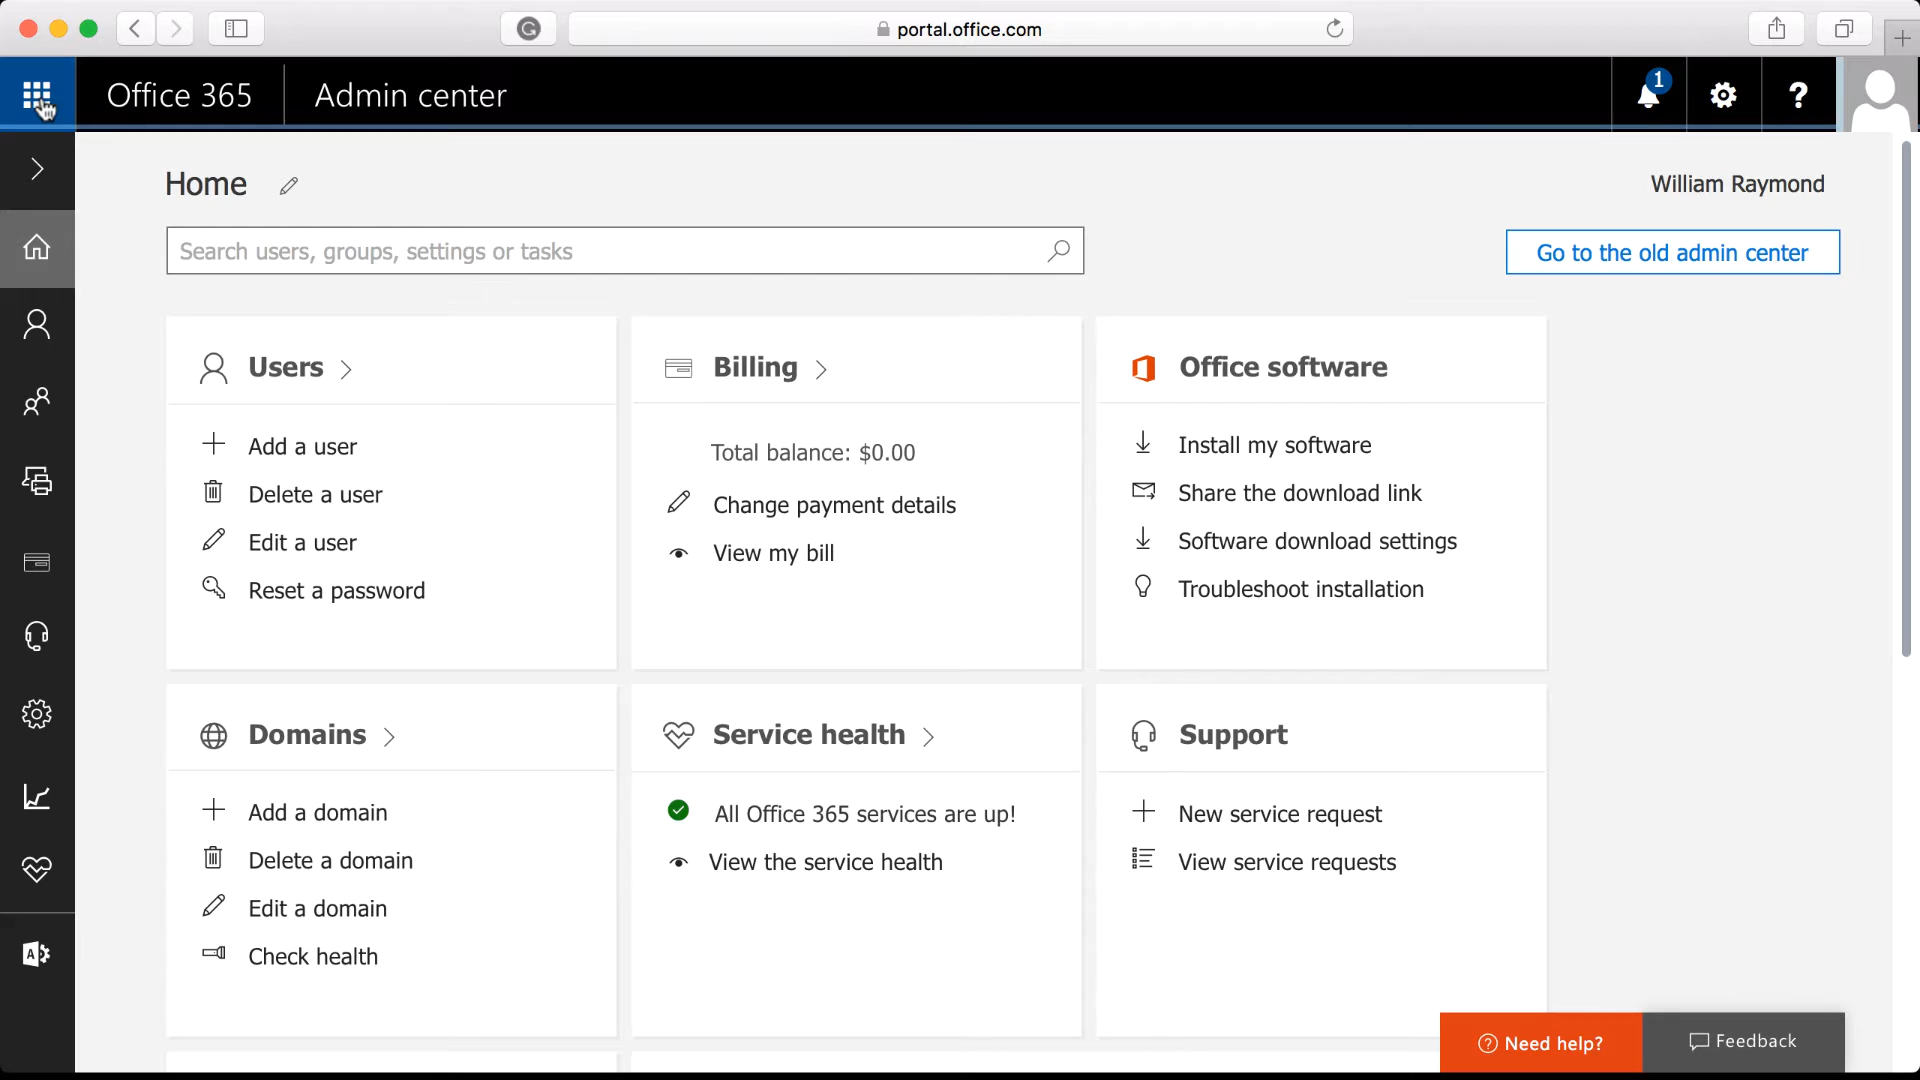 portal.office.com
Office 365
Admin center
1
?
Home
William Raymond
Search users, groups, settings or tasks
Go to the old admin center
Users
Add a user
Delete a user
Edit a user
Reset a password
Billing
Total balance: $0.00
Change payment details
View my bill
Office software
Install my software
Share the download link
Software download settings
Troubleshoot installation
Domains
Add a domain
Delete a domain
Edit a domain
Check health
Service health
All Office 365 services are up!
View the service health
Support
New service request
View service requests
A
Need help?
Feedback